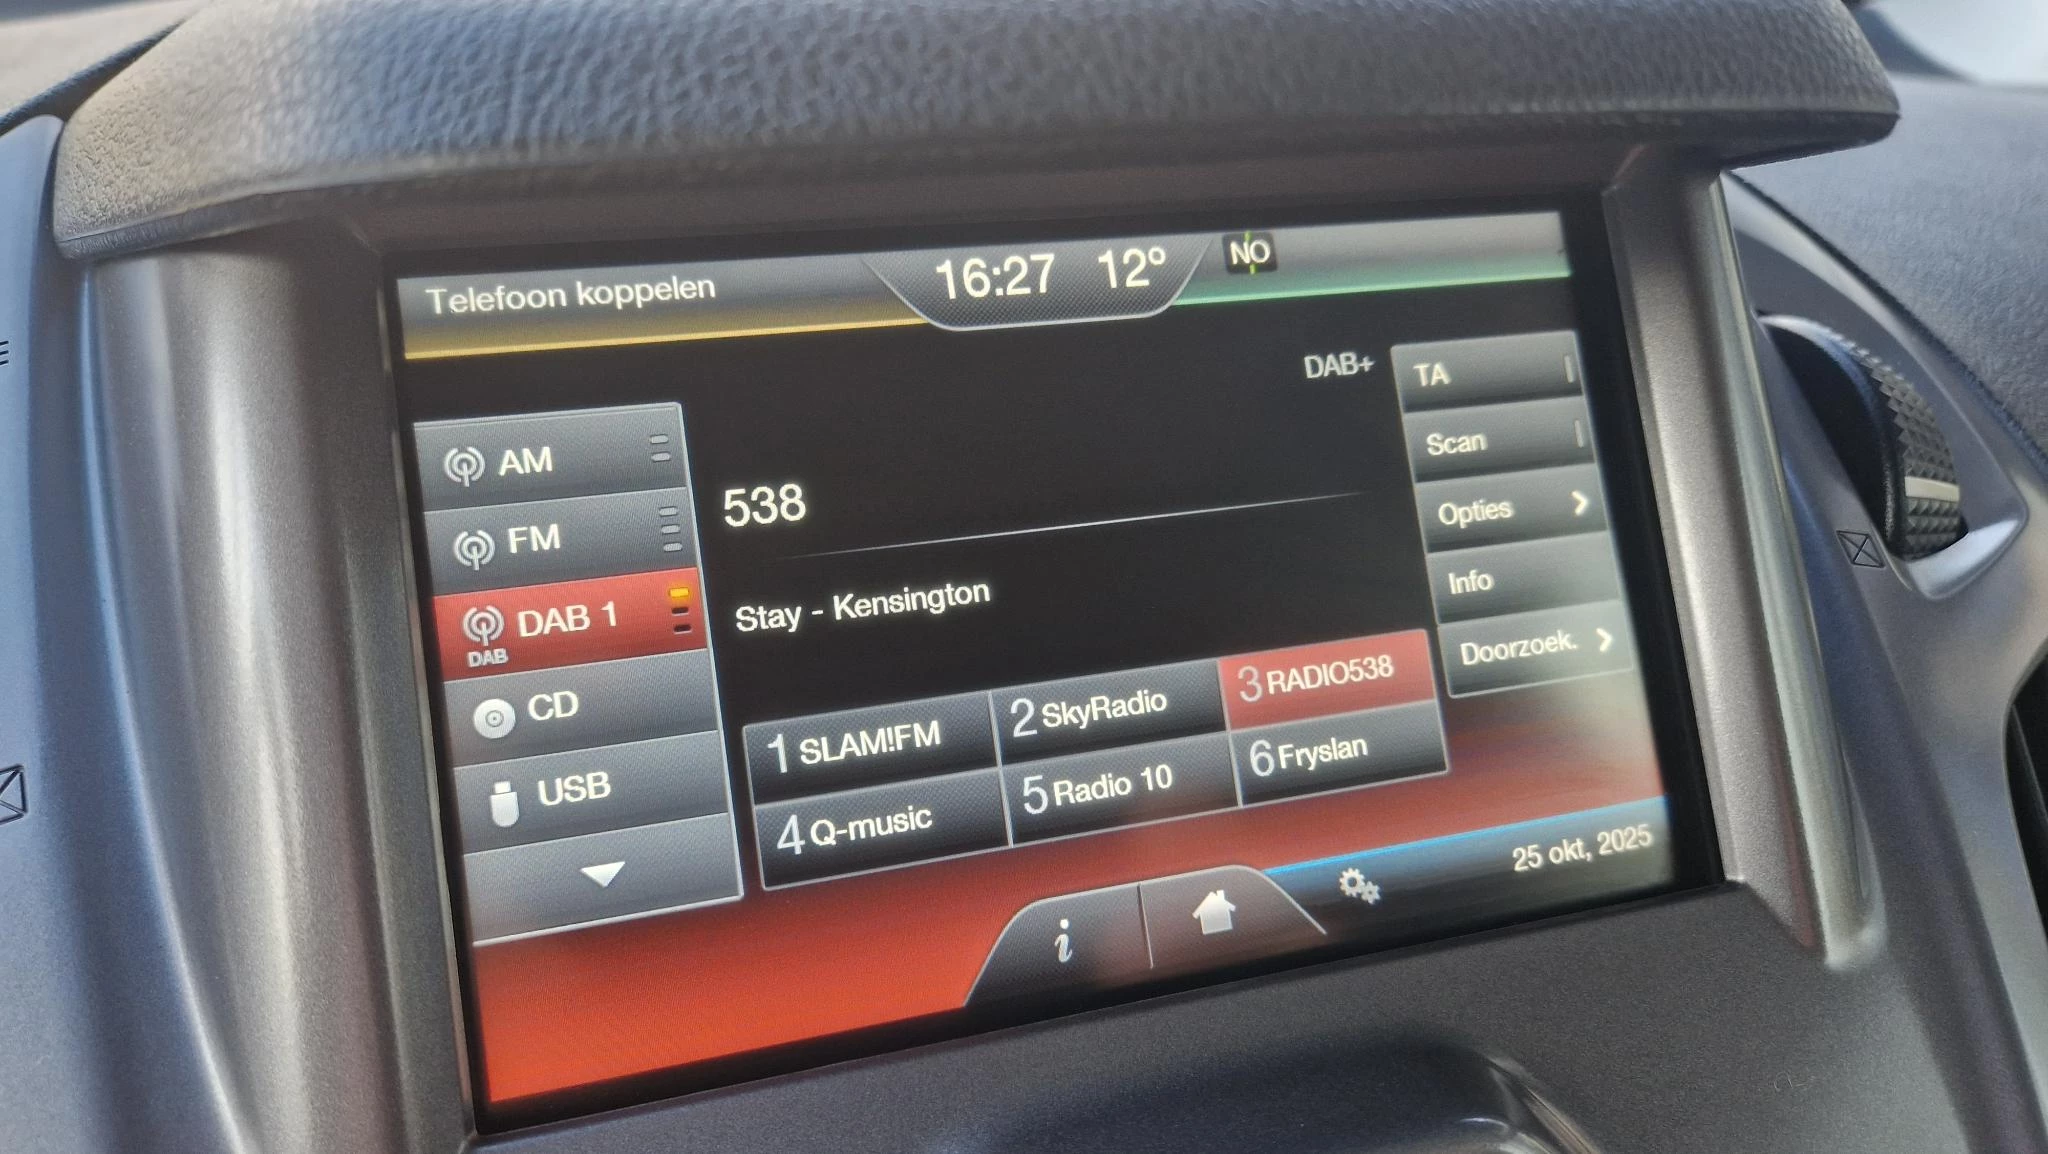 Telefoon koppelen
16:27 12°
NO
DAB+
AM
FM
DAB 1
DAB
CD
USB
538
Stay - Kensington
1 SLAM!FM
2 SkyRadio
3 RADIO538
4 Q-music
5 Radio 10
6 Fryslan
TA
Scan
Opties
Info
Doorzoek.
i
25 okt, 2025